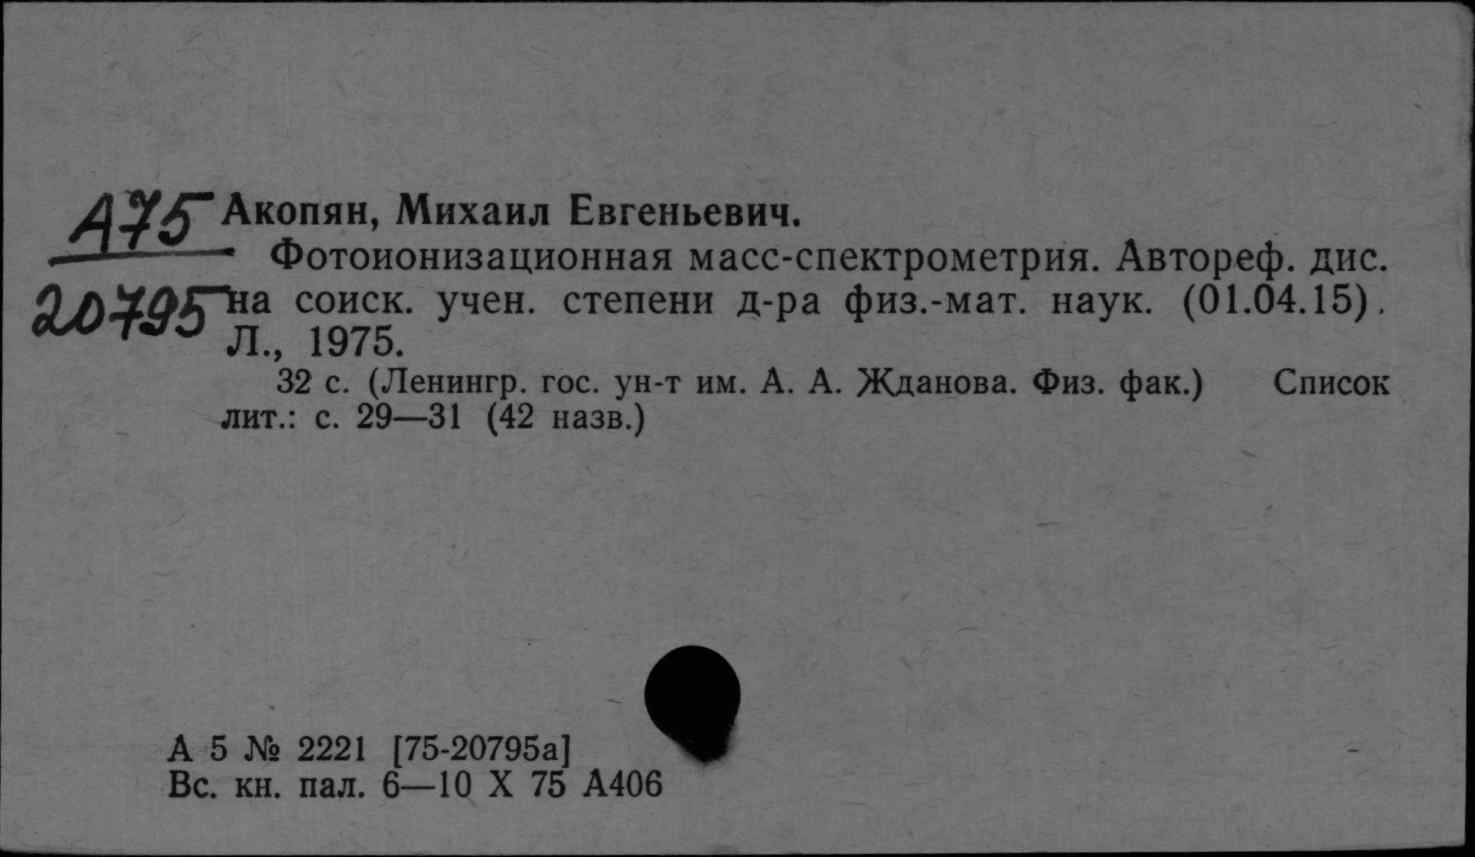 А75 Акопян, Михаил Евгеньевич.
Фотоионизационная масс-спектрометрия. Автореф. дис.
20795 на соиск. учен. степени д-ра физ.-мат. наук. (01.04.15).
Л., 1975.
32 с. (Ленингр. гос. ун-т им. А. А. Жданова. Физ. фак.) Список
лит.: с. 29—31 (42 назв.)
А 5 № 2221 [75-20795а]
Вс. кн. пал. 6—10 X 75 А406